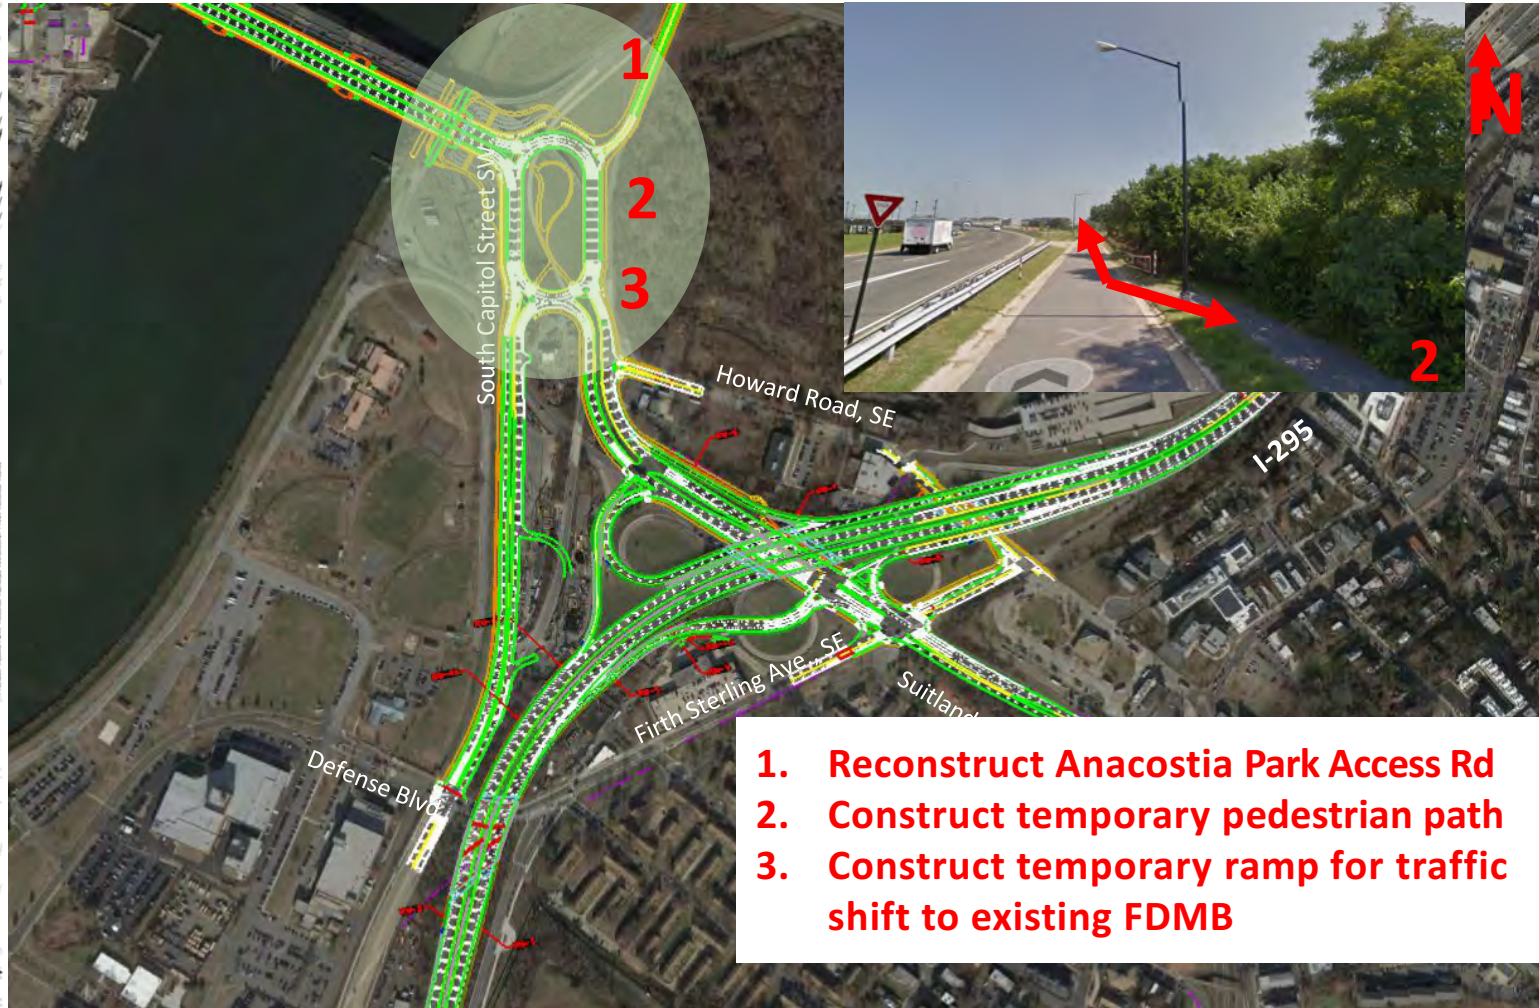 1
N
2
South Capitol Street SW
3
2
Howard Road, SE
I-295
Firth Sterling Ave., SE
Suitland
Defense Blvd
1. Reconstruct Anacostia Park Access Rd
2. Construct temporary pedestrian path
3. Construct temporary ramp for traffic
shift to existing FDMB